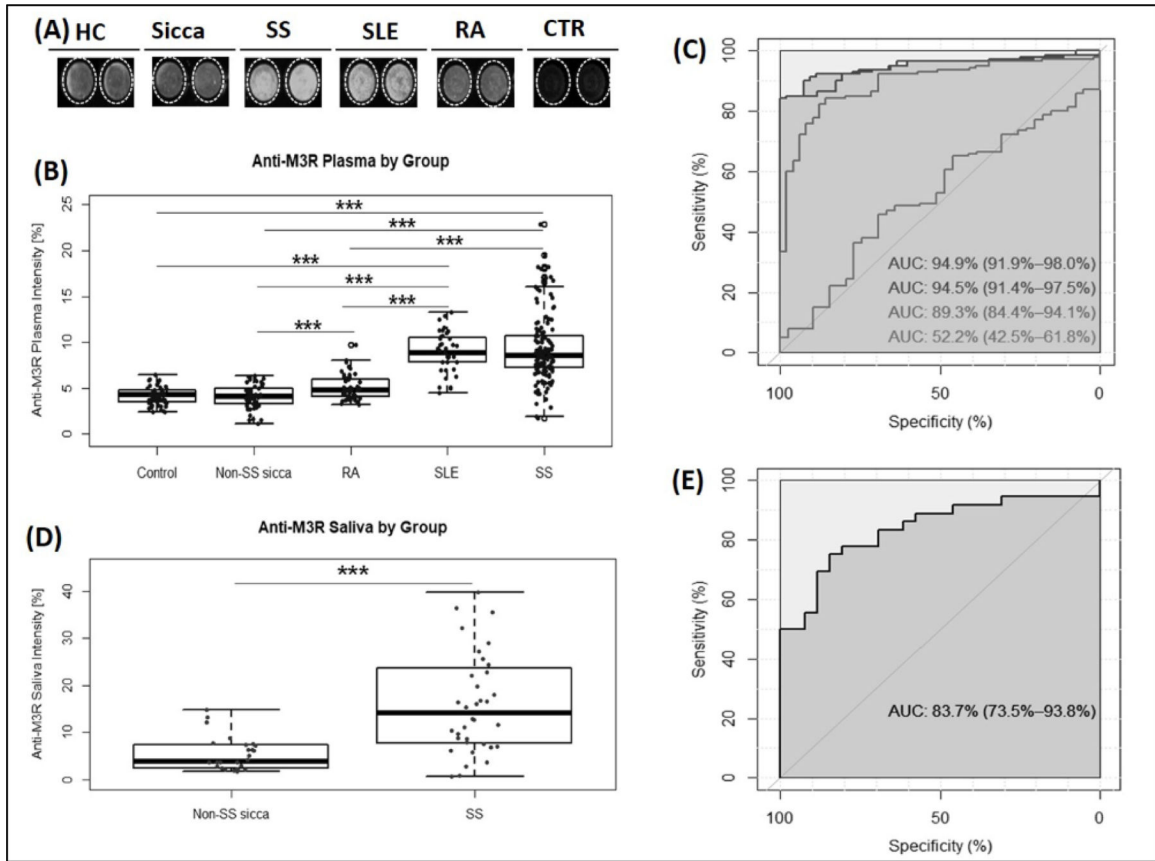 (A)
HC Sicca SS SLE RA CTR
(B)
Anti-M3R Plasma by Group
Anti-M3R Plasma Intensity [%]
25
20
15
10
5
0
*** 
***
***
***
***
***
***
Control Non-SS sicca RA SLE SS
(C)
Sensitivity (%)
100
80
60
40
20
0
AUC: 94.9% (91.9%–98.0%)
AUC: 94.5% (91.4%–97.5%)
AUC: 89.3% (84.4%–94.1%)
AUC: 52.2% (42.5%–61.8%)
100 50 0
Specificity (%)
(D)
Anti-M3R Saliva by Group
Anti-M3R Saliva Intensity [%]
40
30
20
10
0
***
Non-SS sicca SS
(E)
Sensitivity (%)
100
80
60
40
20
0
AUC: 83.7% (73.5%–93.8%)
100 50 0
Specificity (%)